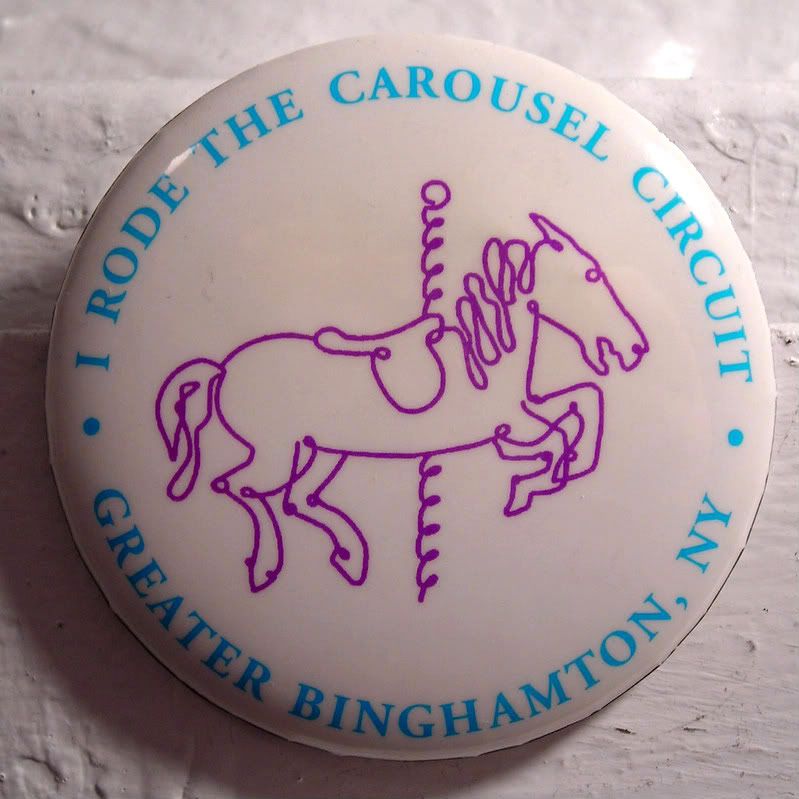 I RODE THE CAROUSEL CIRCUIT
• GREATER BINGHAMTON, NY •